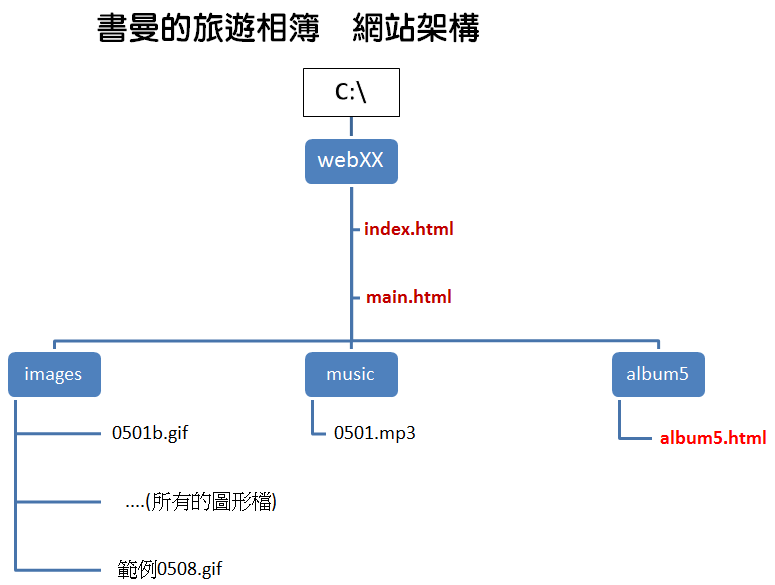 書曼的旅遊相簿　網站架構
C:\
webXX
index.html
main.html
images
music
album5
0501b.gif
0501.mp3
album5.html
....(所有的圖形檔)
範例0508.gif